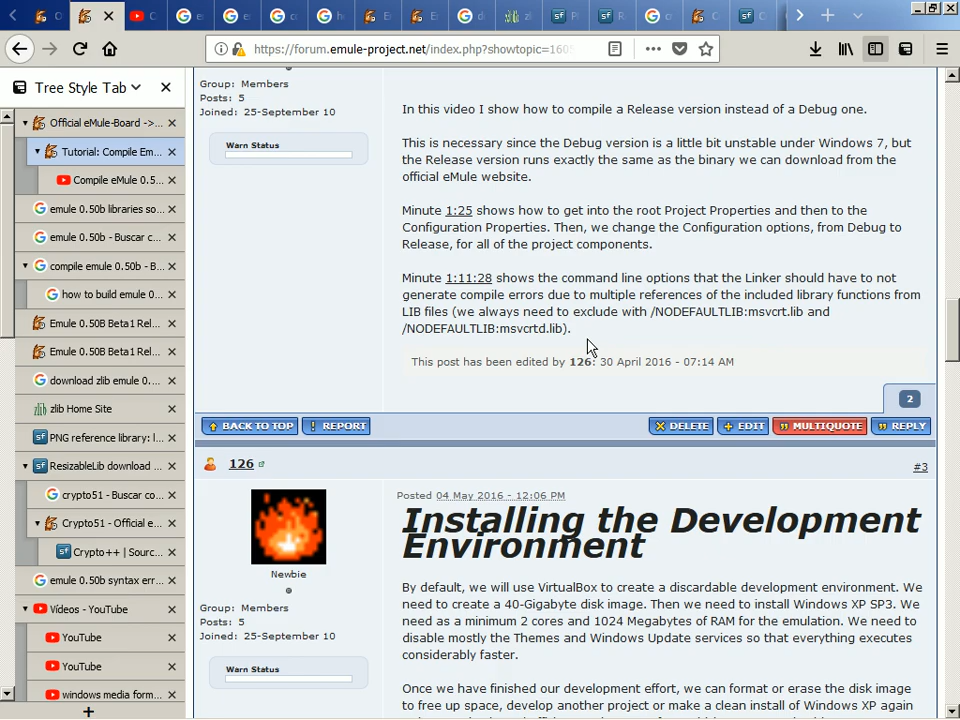 https://forum.emule-project.net/index.php?showtopic=1605
Tree Style Tab
Official eMule-Board ->...
Tutorial: Compile Em...
Compile eMule 0.5...
emule 0.50b libraries so...
emule 0.50b - Buscar c...
compile emule 0.50b - B...
how to build emule 0...
Emule 0.50B Beta1 Rel...
Emule 0.50B Beta1 Rel...
download zlib emule 0...
zlib Home Site
PNG reference library: l...
ResizableLib download ...
crypto51 - Buscar co...
Crypto51 - Official e...
Crypto++ | Sourc...
emule 0.50b syntax err...
Vídeos - YouTube
YouTube
YouTube
windows media form...
Group: Members
Posts: 5
Joined: 25-September 10
Warn Status
In this video I show how to compile a Release version instead of a Debug one.
This is necessary since the Debug version is a little bit unstable under Windows 7, but
the Release version runs exactly the same as the binary we can download from the
official eMule website.
Minute 1:25 shows how to get into the root Project Properties and then to the
Configuration Properties. Then, we change the Configuration options, from Debug to
Release, for all of the project components.
Minute 1:11:28 shows the command line options that the Linker should have to not
generate compile errors due to multiple references of the included library functions from
LIB files (we always need to exclude with /NODEFAULTLIB:msvcrt.lib and
/NODEFAULTLIB:msvcrtd.lib).
This post has been edited by 126: 30 April 2016 - 07:14 AM
2
BACK TO TOP
! REPORT
DELETE
EDIT
MULTIQUOTE
REPLY
126
#3
Newbie
Group: Members
Posts: 5
Joined: 25-September 10
Warn Status
Posted 04 May 2016 - 12:06 PM
Installing the Development
Environment
By default, we will use VirtualBox to create a discardable development environment. We
need to create a 40-Gigabyte disk image. Then we need to install Windows XP SP3. We
need as a minimum 2 cores and 1024 Megabytes of RAM for the emulation. We need to
disable mostly the Themes and Windows Update services so that everything executes
considerably faster.
Once we have finished our development effort, we can format or erase the disk image
to free up space, develop another project or make a clean install of Windows XP again